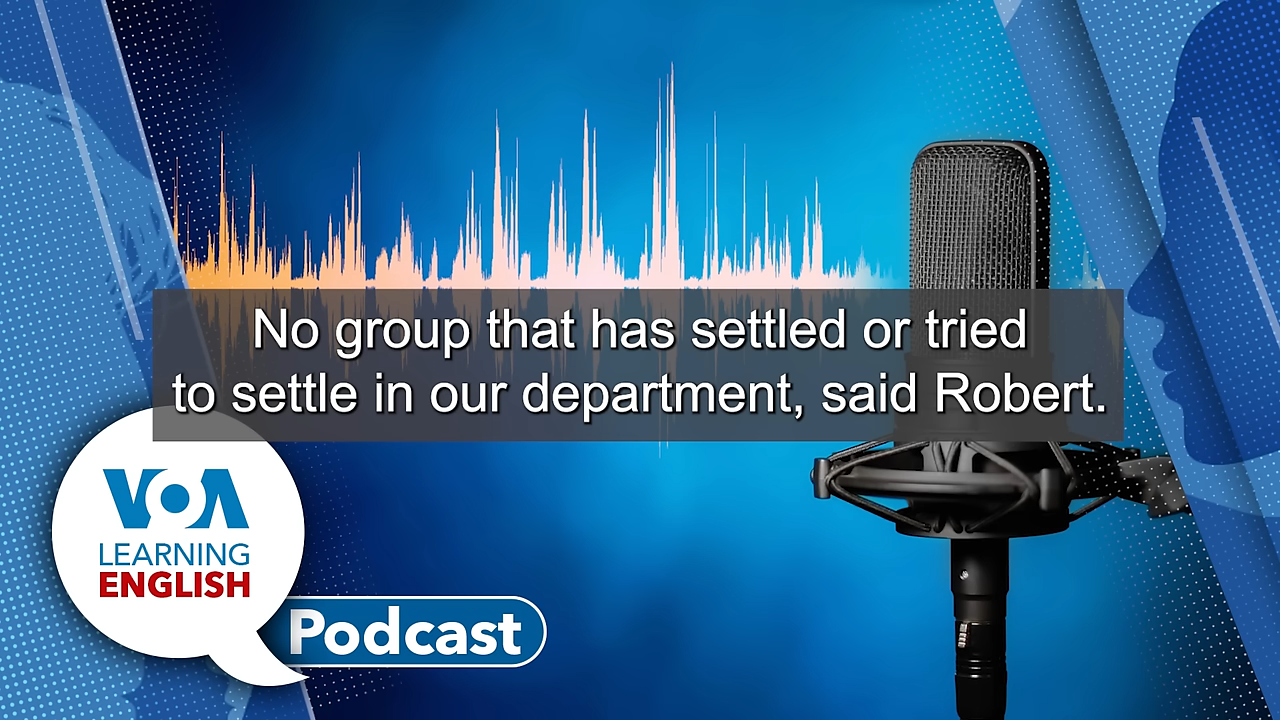 No group that has settled or tried
to settle in our department, said Robert.
VOA
LEARNING
ENGLISH
Podcast